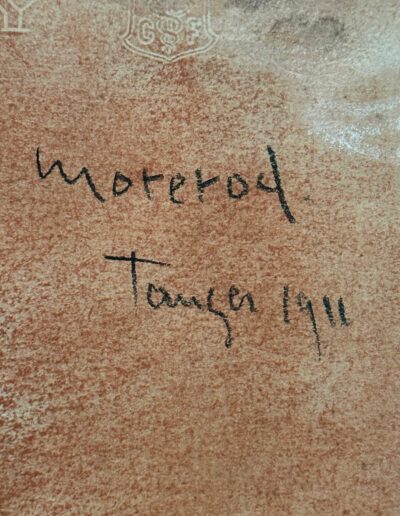 Y
G F
Morerod.
Tanger 1911